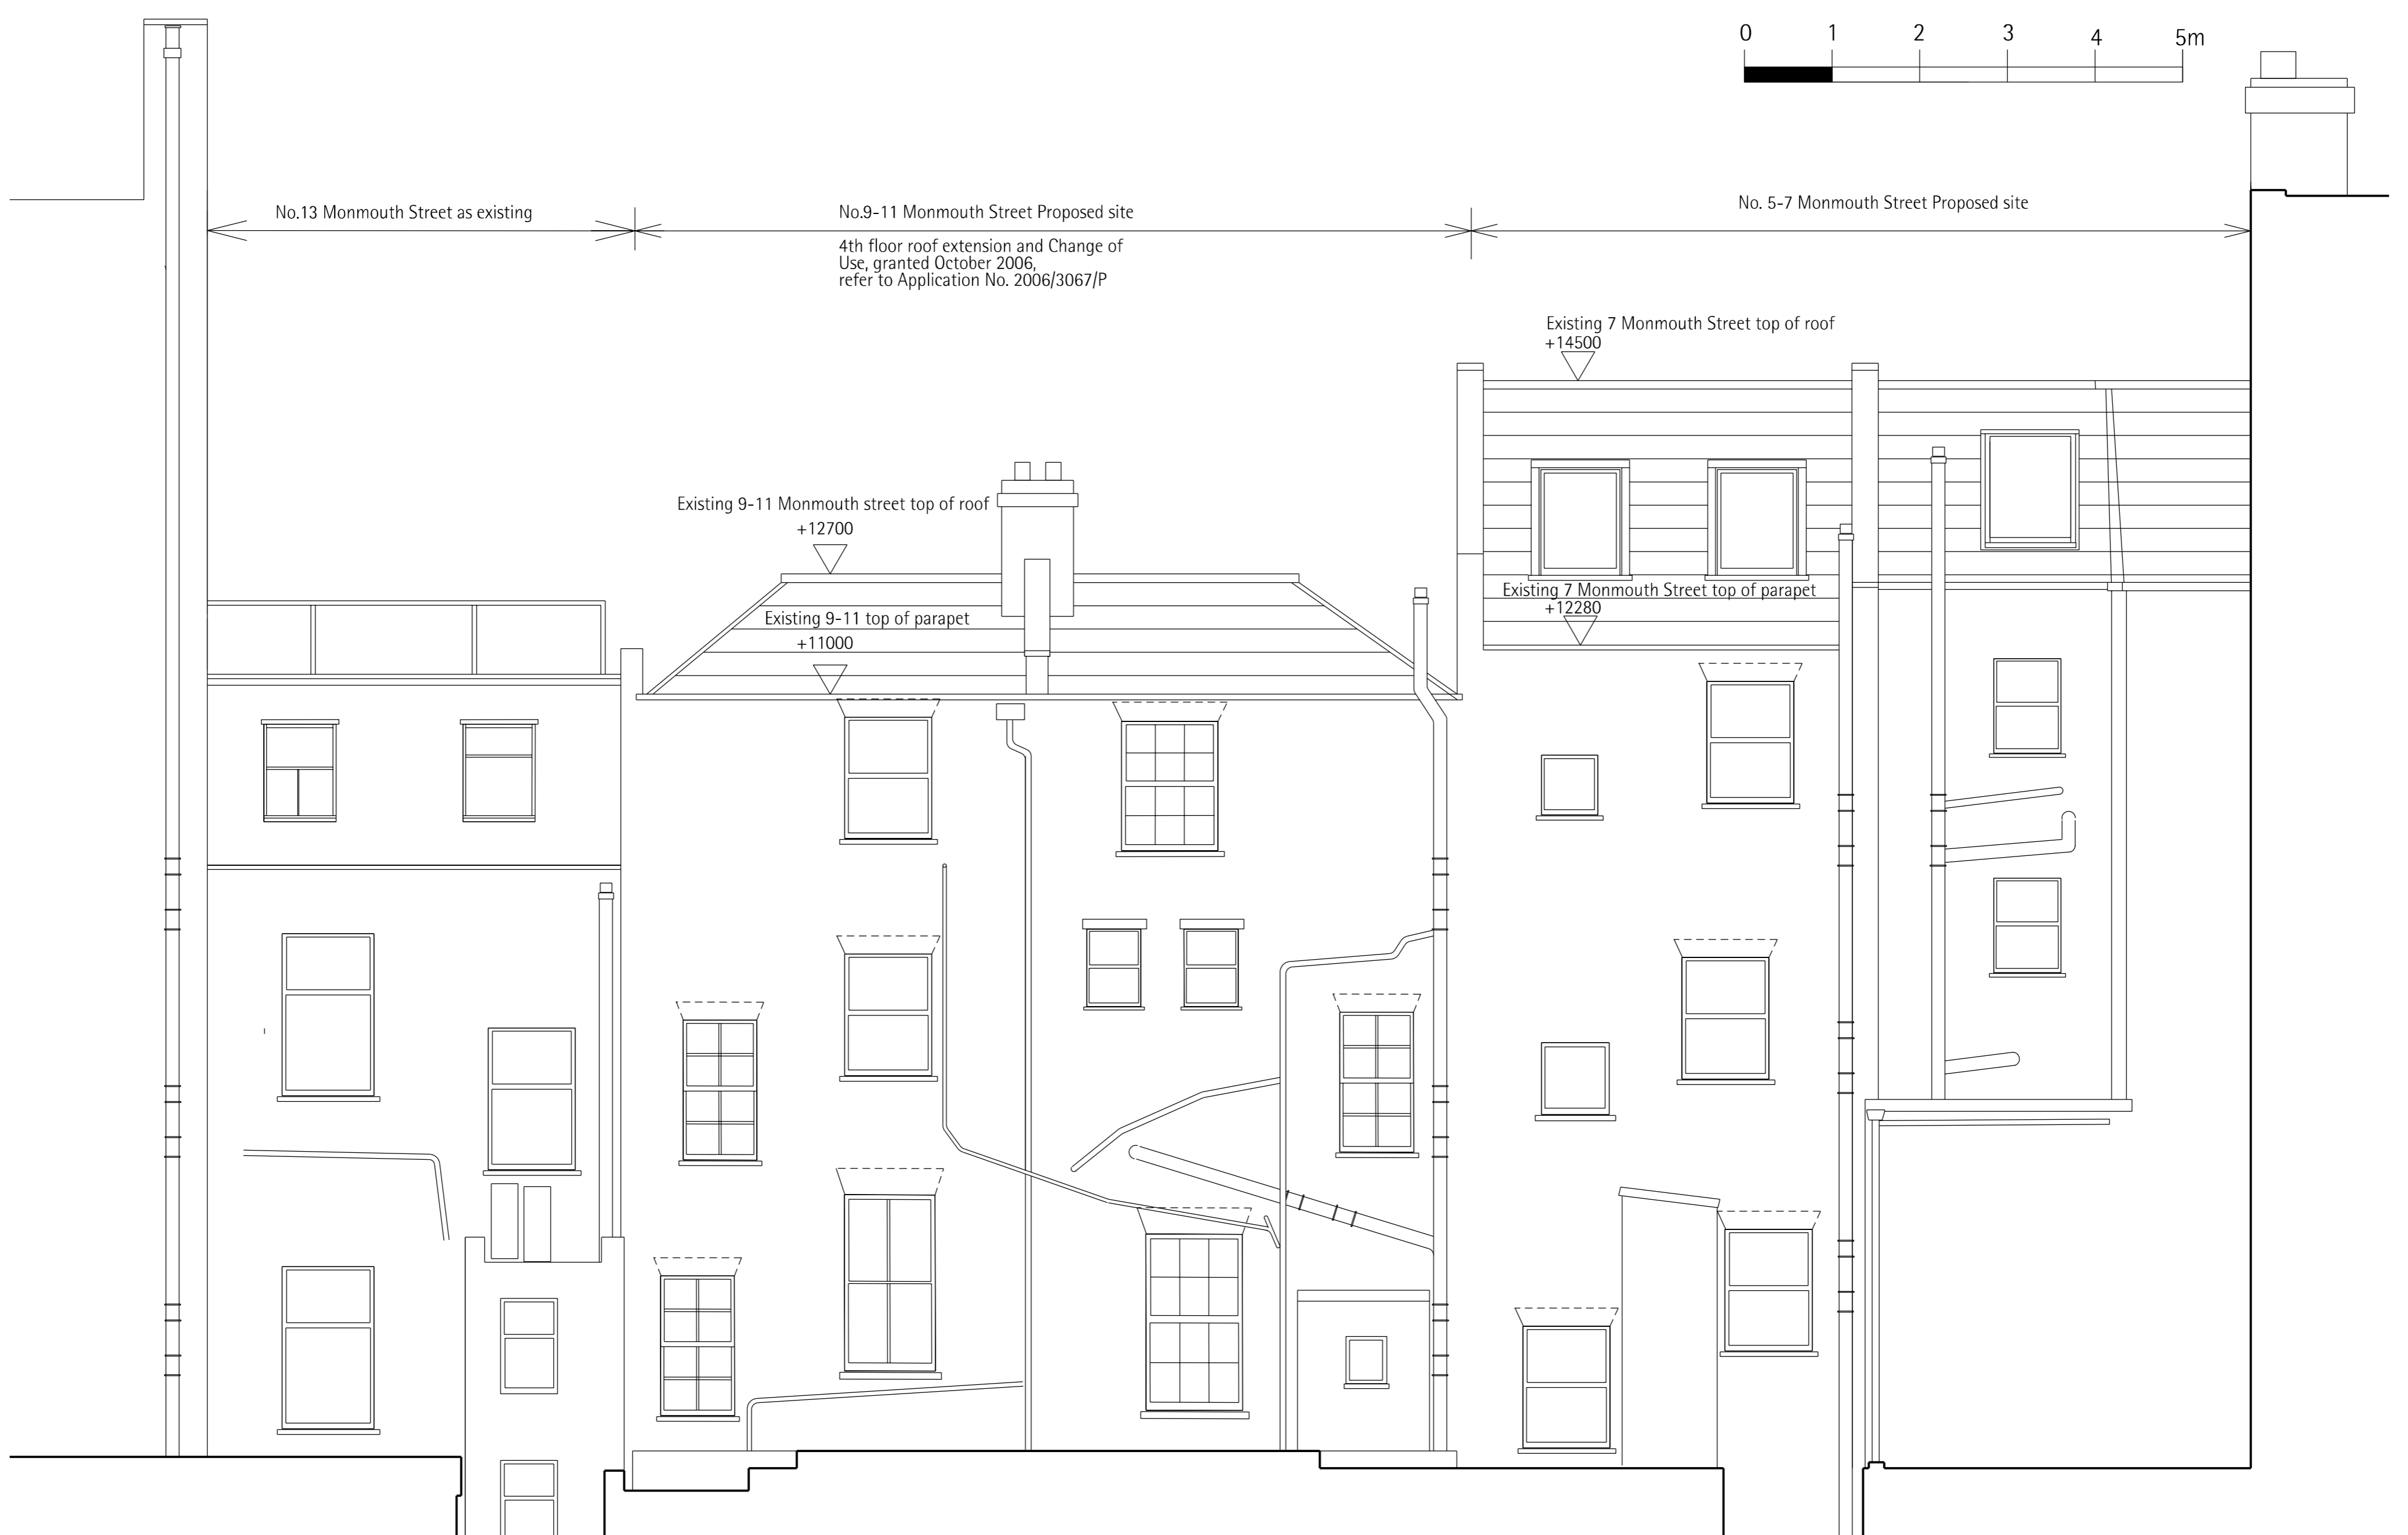 0 1 2 3 4 5m
No.13 Monmouth Street as existing
No.9-11 Monmouth Street Proposed site
4th floor roof extension and Change of
Use, granted October 2006,
refer to Application No. 2006/3067/P
No. 5-7 Monmouth Street Proposed site
Existing 7 Monmouth Street top of roof
+14500
Existing 9-11 Monmouth street top of roof
+12700
Existing 9-11 top of parapet
+11000
Existing 7 Monmouth Street top of parapet
+12280